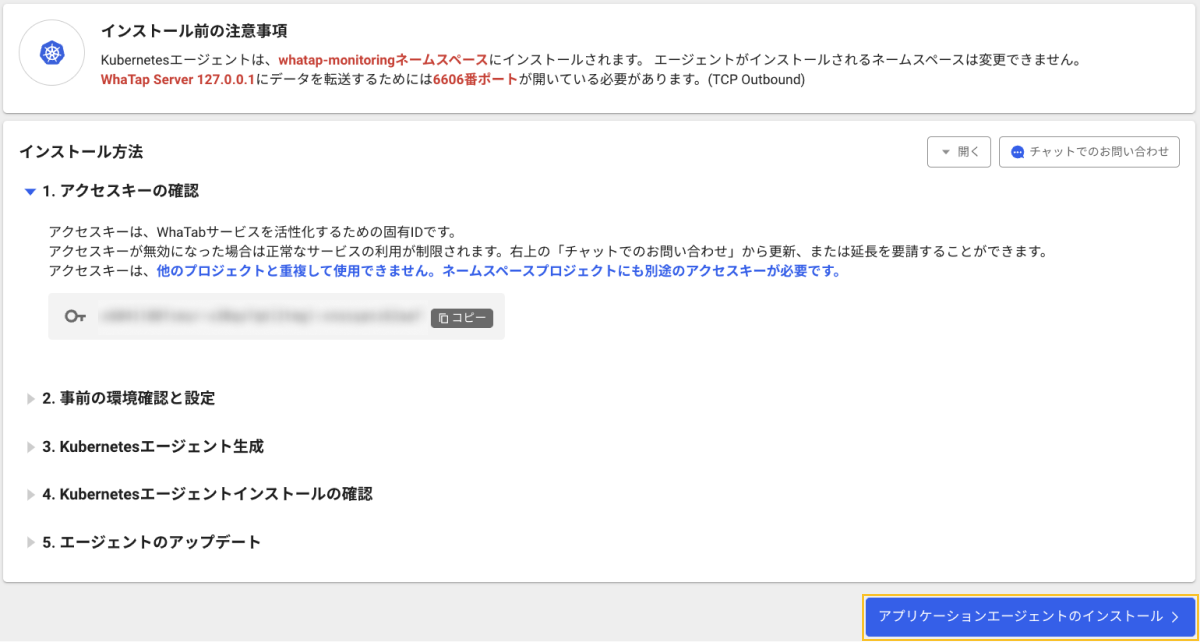 インストール前の注意事項
Kubernetesエージェントは、whatap-monitoringネームスペースにインストールされます。 エージェントがインストールされるネームスペースは変更できません。
WhaTap Server 127.0.0.1にデータを転送するためには6606番ポートが開いている必要があります。(TCP Outbound)
インストール方法
開く
チャットでのお問い合わせ
1. アクセスキーの確認
アクセスキーは、WhaTabサービスを活性化するための固有IDです。
アクセスキーが無効になった場合は正常なサービスの利用が制限されます。右上の「チャットでのお問い合わせ」から更新、または延長を要請することができます。
アクセスキーは、他のプロジェクトと重複して使用できません。ネームスペースプロジェクトにも別途のアクセスキーが必要です。
コピー
2. 事前の環境確認と設定
3. Kubernetesエージェント生成
4. Kubernetesエージェントインストールの確認
5. エージェントのアップデート
アプリケーションエージェントのインストール